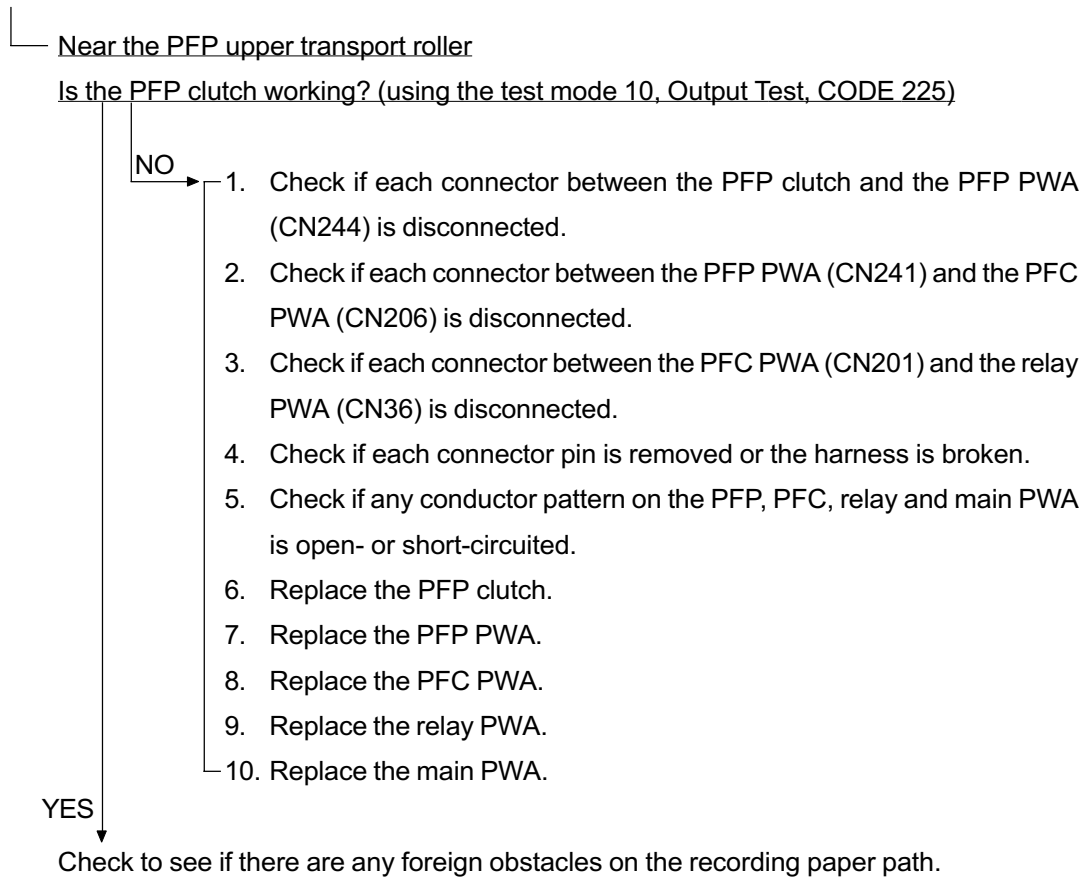 Near the PFP upper transport roller
Is the PFP clutch working? (using the test mode 10, Output Test, CODE 225)
NO
1. Check if each connector between the PFP clutch and the PFP PWA
(CN244) is disconnected.
2. Check if each connector between the PFP PWA (CN241) and the PFC
PWA (CN206) is disconnected.
3. Check if each connector between the PFC PWA (CN201) and the relay
PWA (CN36) is disconnected.
4. Check if each connector pin is removed or the harness is broken.
5. Check if any conductor pattern on the PFP, PFC, relay and main PWA
is open- or short-circuited.
6. Replace the PFP clutch.
7. Replace the PFP PWA.
8. Replace the PFC PWA.
9. Replace the relay PWA.
10. Replace the main PWA.
YES
Check to see if there are any foreign obstacles on the recording paper path.